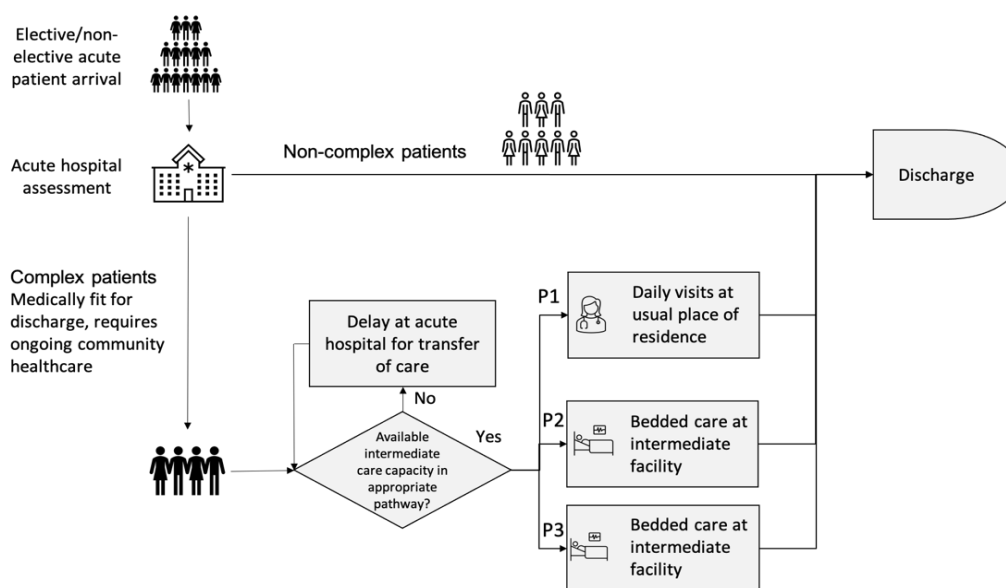 Elective/non-
elective acute
patient arrival
Acute hospital
assessment
Non-complex patients
Discharge
Complex patients
Medically fit for
discharge, requires
ongoing community
healthcare
Delay at acute
hospital for transfer
of care
No
Available
intermediate
care capacity in
appropriate
pathway?
Yes
P1
Daily visits at
usual place of
residence
P2
Bedded care at
intermediate
facility
P3
Bedded care at
intermediate
facility